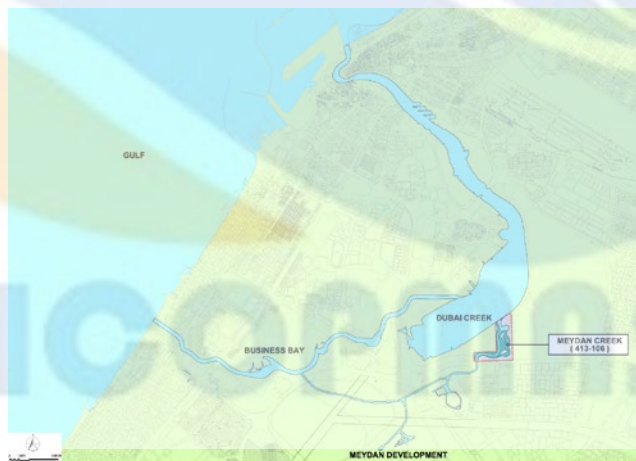 GULF
DUBAI CREEK
BUSINESS BAY
MEYDAN CREEK
( 413-106 )
MEYDAN DEVELOPMENT